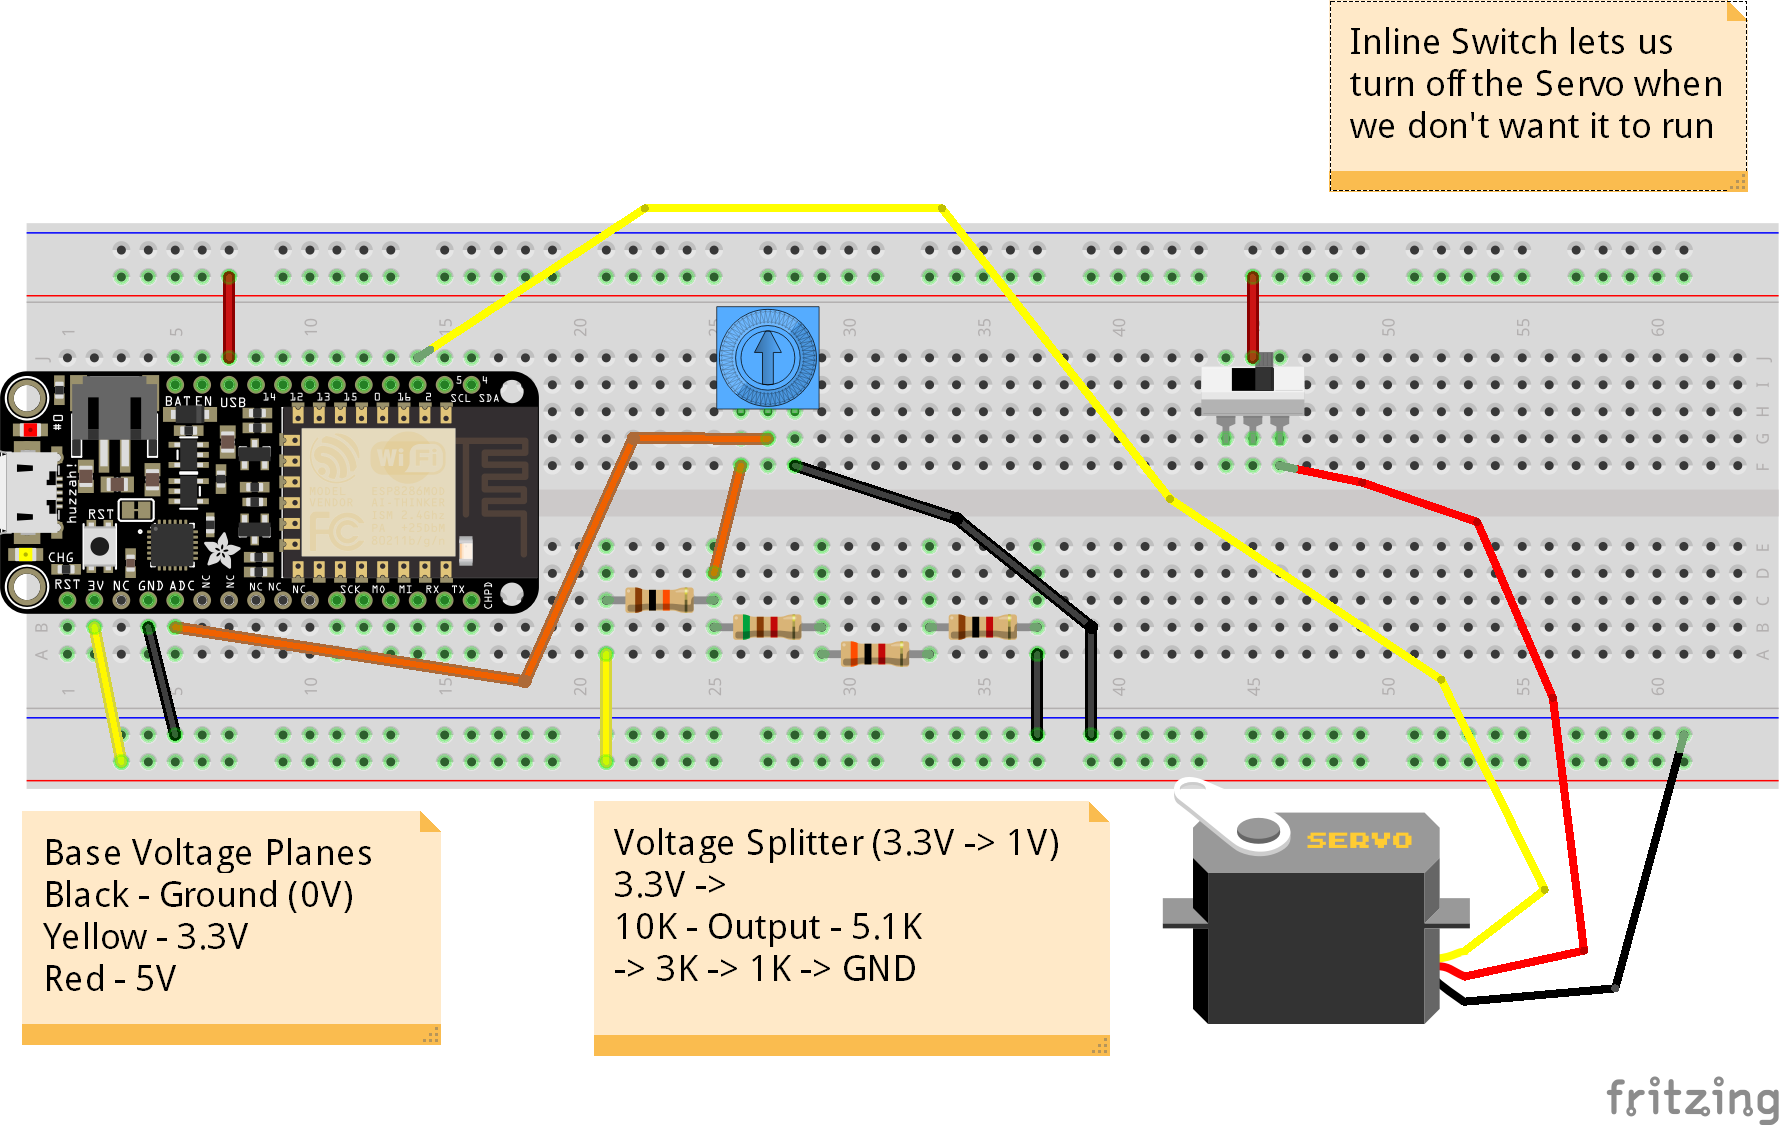 Inline Switch lets us
turn off the Servo when
we don't want it to run
1 5 10 15 20 25 30 35 40 45 50 55 60
J J
I
H
G
F
E
D
C
B B
A A
BAT EN USB 14 12 13 15 0 16 2 5 4
SCL SDA
#0
huzzah!
WiFi
FC
RST
CHG
RST 3V NC GND ADC NC NC NC NC NC SCK MO MI RX TX CHPD
1 5 10 15 20 25 30 35 40 45 50 55 60
Base Voltage Planes
Black - Ground (0V)
Yellow - 3.3V
Red - 5V
Voltage Splitter (3.3V -> 1V)
3.3V ->
10K - Output - 5.1K
-> 3K -> 1K -> GND
SERVO
fritzing